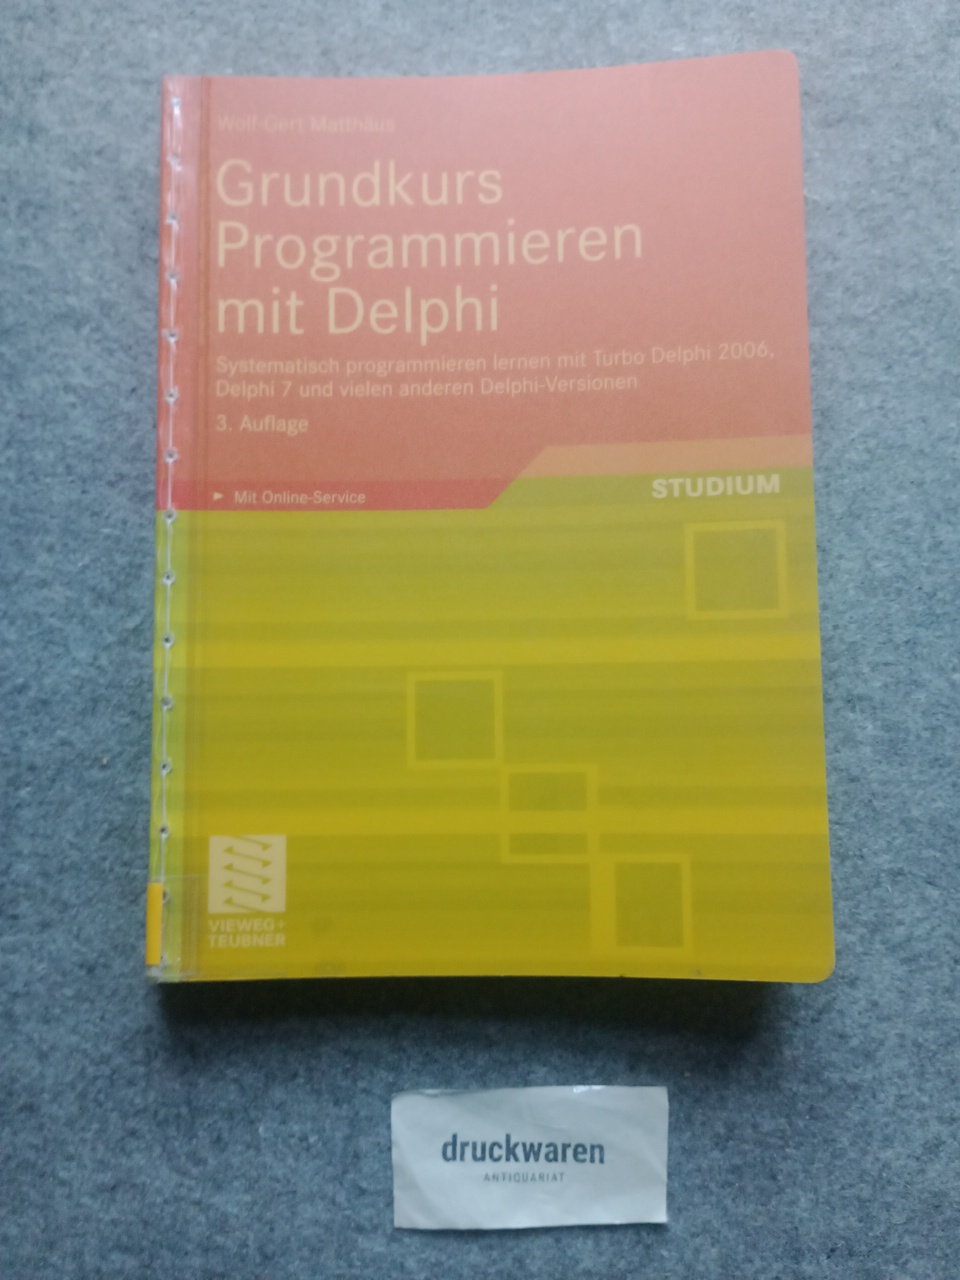 Wolf-Gert Matthäus
Grundkurs
Programmieren
mit Delphi
Systematisch programmieren lernen mit Turbo Delphi 2006,
Delphi 7 und vielen anderen Delphi-Versionen
3. Auflage
Mit Online-Service
STUDIUM
VIEWEG+
TEUBNER
druckwaren
ANTIQUARIAT